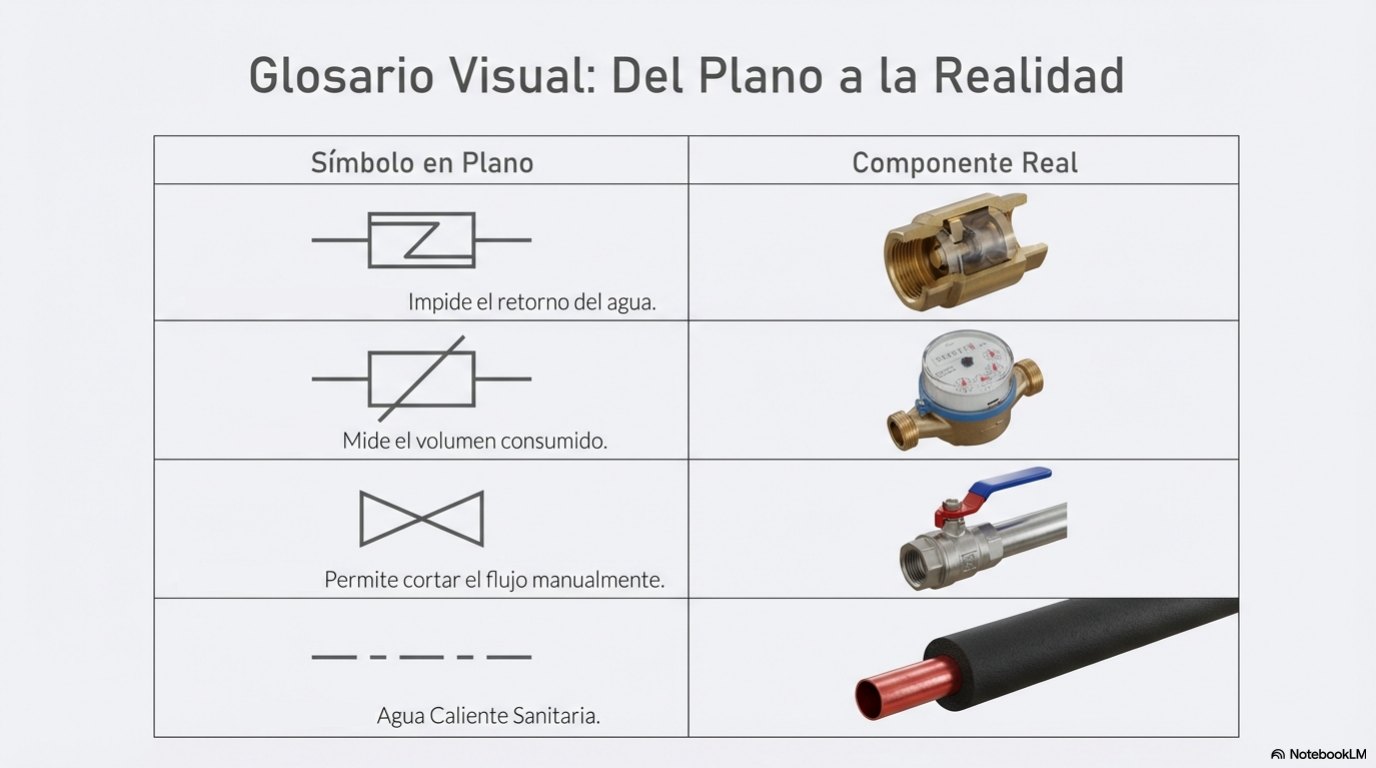 Glosario Visual: Del Plano a la Realidad
Símbolo en Plano
Componente Real
Impide el retorno del agua.
Mide el volumen consumido.
Permite cortar el flujo manualmente.
Agua Caliente Sanitaria.
NotebookLM